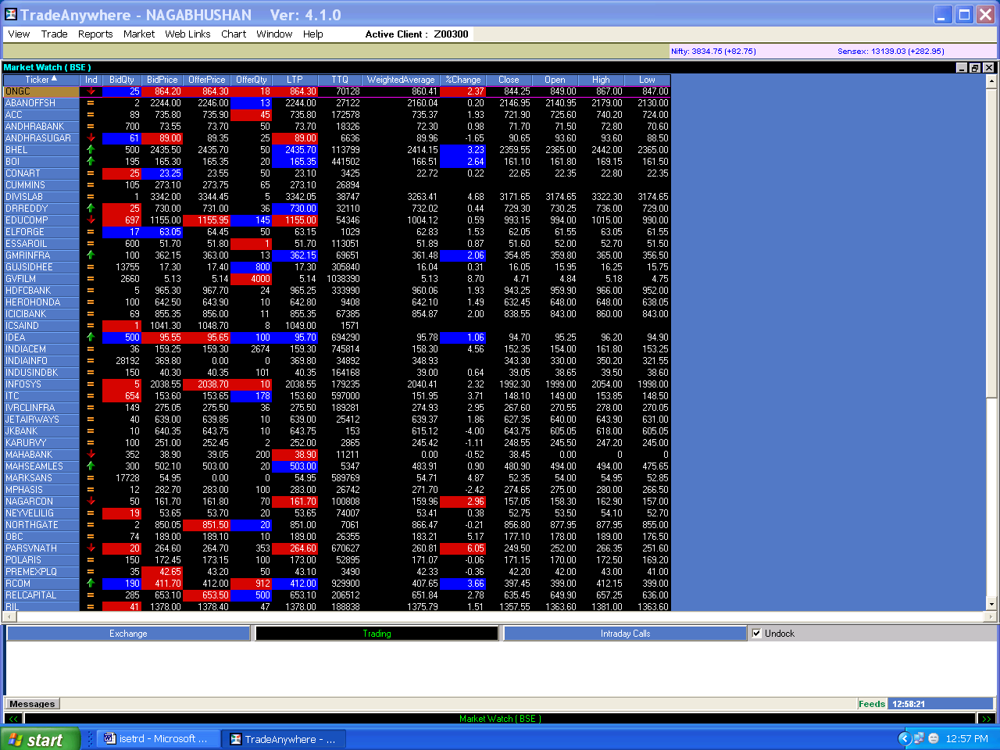 TradeAnywhere - NAGABHUSHAN Ver: 4.1.0
View Trade Reports Market Web Links Chart Window Help Active Client : Z00300
Nifty: 3834.75 (+82.75) Sensex: 13139.03 (+282.95)
Market Watch ( BSE )
Ticker Ind BidQty BidPrice OfferPrice OfferQty LTP TTQ WeightedAverage %Change Close Open High Low
ONGC 25 864.20 864.30 18 864.30 70128 860.41 2.37 844.25 849.00 867.00 847.00
ABANOFFSH = 2 2244.00 2246.00 13 2244.00 27122 2160.04 0.20 2146.95 2140.95 2179.00 2130.00
ACC = 89 735.80 735.90 45 735.80 172578 735.37 1.93 721.90 725.60 740.20 724.00
ANDHRABANK = 700 73.55 73.70 50 73.70 18326 72.30 0.98 71.70 71.50 72.80 70.60
ANDHRASUGAR 61 89.00 89.35 25 89.00 6636 89.96 -1.65 90.65 93.60 93.60 88.50
BHEL 500 2435.50 2435.70 50 2435.70 113799 2414.15 3.23 2359.55 2365.00 2442.00 2365.00
BOI 195 165.30 165.35 20 165.35 441502 166.51 2.64 161.10 161.80 169.15 161.50
CONART = 25 23.25 23.55 50 23.10 3425 22.72 0.22 22.65 22.35 22.80 22.35
CUMMINS = 105 273.10 273.75 65 273.10 26894
DIVISLAB = 1 3342.00 3344.45 5 3342.05 38747 3263.41 4.68 3171.65 3174.65 3322.30 3174.65
DRREDDY 25 730.00 731.00 36 730.00 32110 732.02 0.44 729.30 730.25 736.00 729.00
EDUCOMP 697 1155.00 1155.95 145 1155.00 54346 1004.12 0.59 993.15 994.00 1015.00 990.00
ELFORGE = 17 63.05 64.45 50 63.15 1029 62.83 1.53 62.05 61.55 63.05 61.55
ESSAROIL = 600 51.70 51.80 1 51.70 113051 51.89 0.87 51.60 52.00 52.70 51.50
GMRINFRA 100 362.15 363.00 13 362.15 69651 361.48 2.06 354.85 359.80 365.00 356.50
GUJSIDHEE = 13755 17.30 17.40 800 17.30 305840 16.04 0.31 16.05 15.95 16.25 15.75
GVFILM = 2660 5.13 5.14 4000 5.14 1038390 5.13 8.70 4.71 4.84 5.18 4.75
HDFCBANK = 5 965.30 967.70 24 965.25 333990 960.06 1.93 943.25 959.90 966.00 952.00
HEROHONDA = 100 642.50 643.90 10 642.80 9408 642.10 1.49 632.45 648.00 648.00 638.05
ICICIBANK = 69 855.35 856.00 11 855.35 67385 854.87 2.00 838.55 843.00 860.00 843.00
ICSAIND = 1 1041.30 1048.70 8 1049.00 1571
IDEA 500 95.55 95.65 100 95.70 694290 95.78 1.06 94.70 95.25 96.20 94.90
INDIACEM = 36 159.25 159.30 2674 159.30 745814 158.30 4.56 152.35 154.00 161.80 153.25
INDIAINFO = 28192 369.80 0.00 0 369.80 34892 348.93 343.30 330.00 350.20 321.55
INDUSINDBK = 150 40.30 40.35 101 40.35 164168 39.00 0.64 39.05 38.65 39.50 38.60
INFOSYS = 5 2038.55 2038.70 10 2038.55 179235 2040.41 2.32 1992.30 1999.00 2054.00 1998.00
ITC = 654 153.60 153.65 178 153.60 597000 151.95 3.71 148.10 149.00 153.85 148.50
IVRCLINFRA = 149 275.05 275.50 36 275.50 189281 274.93 2.95 267.60 270.55 278.00 270.05
JETAIRWAYS = 40 639.00 639.85 10 639.00 25412 639.37 1.86 627.35 640.00 643.90 631.00
JKBANK = 10 640.35 643.75 10 643.75 153 615.12 -4.00 643.75 605.05 618.00 605.05
KARURVY = 100 251.00 252.45 2 252.00 2865 245.42 -1.11 248.55 245.50 247.20 245.00
MAHABANK 352 38.90 39.05 200 38.90 11211 0.00 -0.52 38.45 0.00 0 0
MAHSEAMLES 300 502.10 503.00 20 503.00 5347 483.91 0.90 480.90 494.00 494.00 475.65
MARKSANS = 17728 54.95 0.00 0 54.95 589769 54.71 4.87 52.35 54.00 54.95 52.85
MPHASIS = 12 282.70 283.00 100 283.00 26742 271.70 -2.42 274.65 275.00 280.00 266.50
NAGARCON 50 161.70 161.80 70 161.70 100808 159.96 2.96 157.05 158.30 162.90 157.00
NEYVELILIG = 19 53.65 53.70 20 53.65 74007 53.41 0.38 52.75 53.50 54.10 52.70
NORTHGATE = 2 850.05 851.50 20 851.00 7061 866.47 -0.21 856.80 877.95 877.95 855.00
OBC = 74 189.00 189.10 10 189.00 26355 183.21 5.17 177.10 178.00 189.00 176.50
PARSVNATH 20 264.60 264.70 353 264.60 670627 260.81 6.05 249.50 252.00 266.35 251.60
POLARIS = 150 172.45 173.15 100 173.00 52895 171.07 -0.06 171.15 170.00 172.50 169.20
PREMEXPLQ = 35 42.65 43.20 50 43.10 3490 42.33 -0.36 42.20 42.00 43.00 41.00
RCOM 190 411.70 412.00 912 412.00 929900 407.65 3.66 397.45 399.00 412.15 399.00
RELCAPITAL = 285 653.10 653.50 500 653.10 206512 651.84 2.78 635.45 649.90 657.25 636.00
RIL = 41 1378.00 1378.40 47 1378.00 188838 1375.79 1.51 1357.55 1363.60 1381.00 1363.60
Exchange Trading Intraday Calls Undock
Messages Feeds 12:58:21
<< Market Watch ( BSE ) >>
start isetrd - Microsoft ... TradeAnywhere - ... 12:57 PM